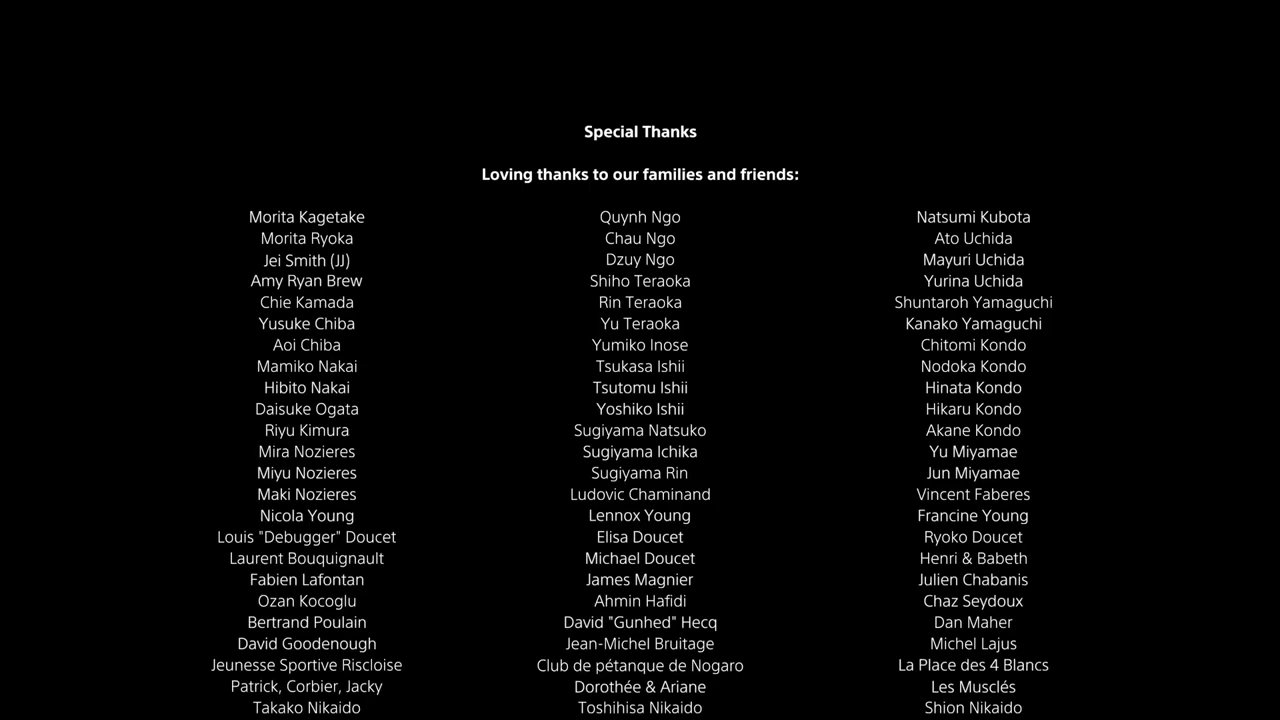 Special Thanks
Loving thanks to our families and friends:
Morita Kagetake Quynh Ngo Natsumi Kubota
Morita Ryoka Chau Ngo Ato Uchida
Jei Smith (JJ) Dzuy Ngo Mayuri Uchida
Amy Ryan Brew Shiho Teraoka Yurina Uchida
Chie Kamada Rin Teraoka Shuntaroh Yamaguchi
Yusuke Chiba Yu Teraoka Kanako Yamaguchi
Aoi Chiba Yumiko Inose Chitomi Kondo
Mamiko Nakai Tsukasa Ishii Nodoka Kondo
Hibito Nakai Tsutomu Ishii Hinata Kondo
Daisuke Ogata Yoshiko Ishii Hikaru Kondo
Riyu Kimura Sugiyama Natsuko Akane Kondo
Mira Nozieres Sugiyama Ichika Yu Miyamae
Miyu Nozieres Sugiyama Rin Jun Miyamae
Maki Nozieres Ludovic Chaminand Vincent Faberes
Nicola Young Lennox Young Francine Young
Louis "Debugger" Doucet Elisa Doucet Ryoko Doucet
Laurent Bouquignault Michael Doucet Henri & Babeth
Fabien Lafontan James Magnier Julien Chabanis
Ozan Kocoglu Ahmin Hafidi Chaz Seydoux
Bertrand Poulain David "Gunhed" Hecq Dan Maher
David Goodenough Jean-Michel Bruitage Michel Lajus
Jeunesse Sportive Riscloise Club de pétanque de Nogaro La Place des 4 Blancs
Patrick, Corbier, Jacky Dorothée & Ariane Les Musclés
Takako Nikaido Toshihisa Nikaido Shion Nikaido